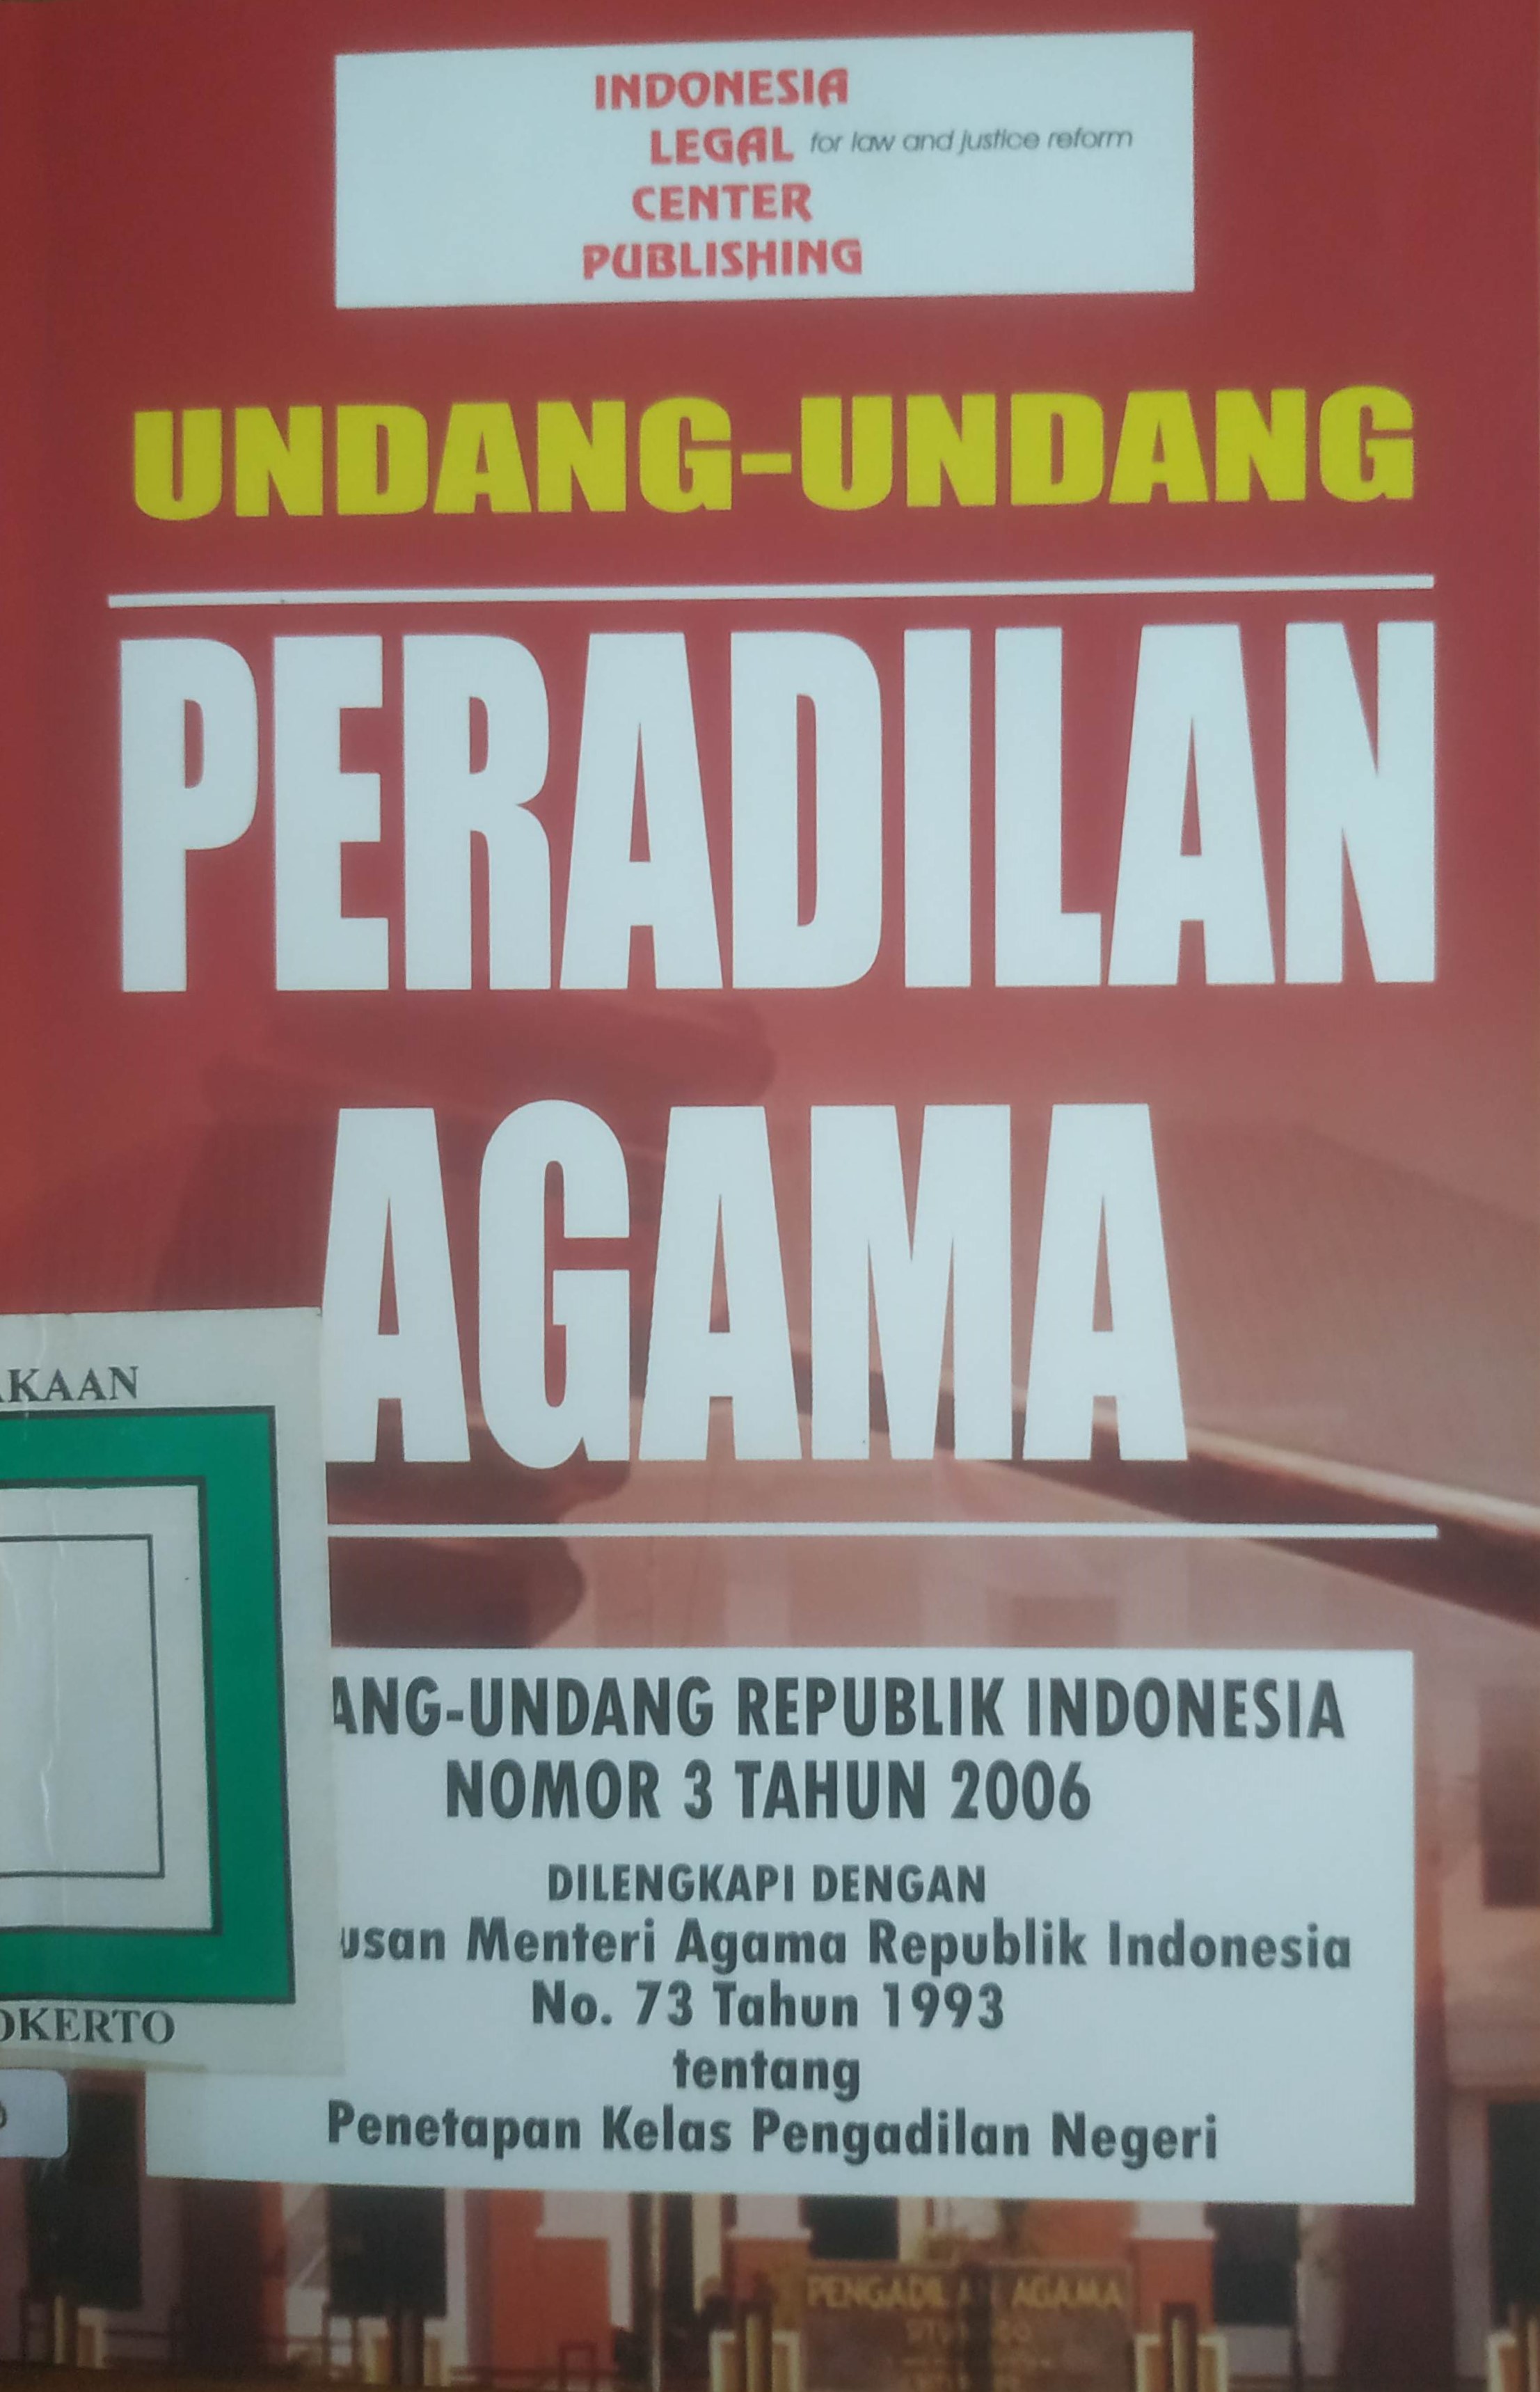 INDONESIA
LEGAL for law and justice reform
CENTER
PUBLISHING
UNDANG-UNDANG
PERADILAN
AGAMA
AKAAN
OKERTO
ANG-UNDANG REPUBLIK INDONESIA
NOMOR 3 TAHUN 2006
DILENGKAPI DENGAN
usan Menteri Agama Republik Indonesia
No. 73 Tahun 1993
tentang
Penetapan Kelas Pengadilan Negeri
AGAMA